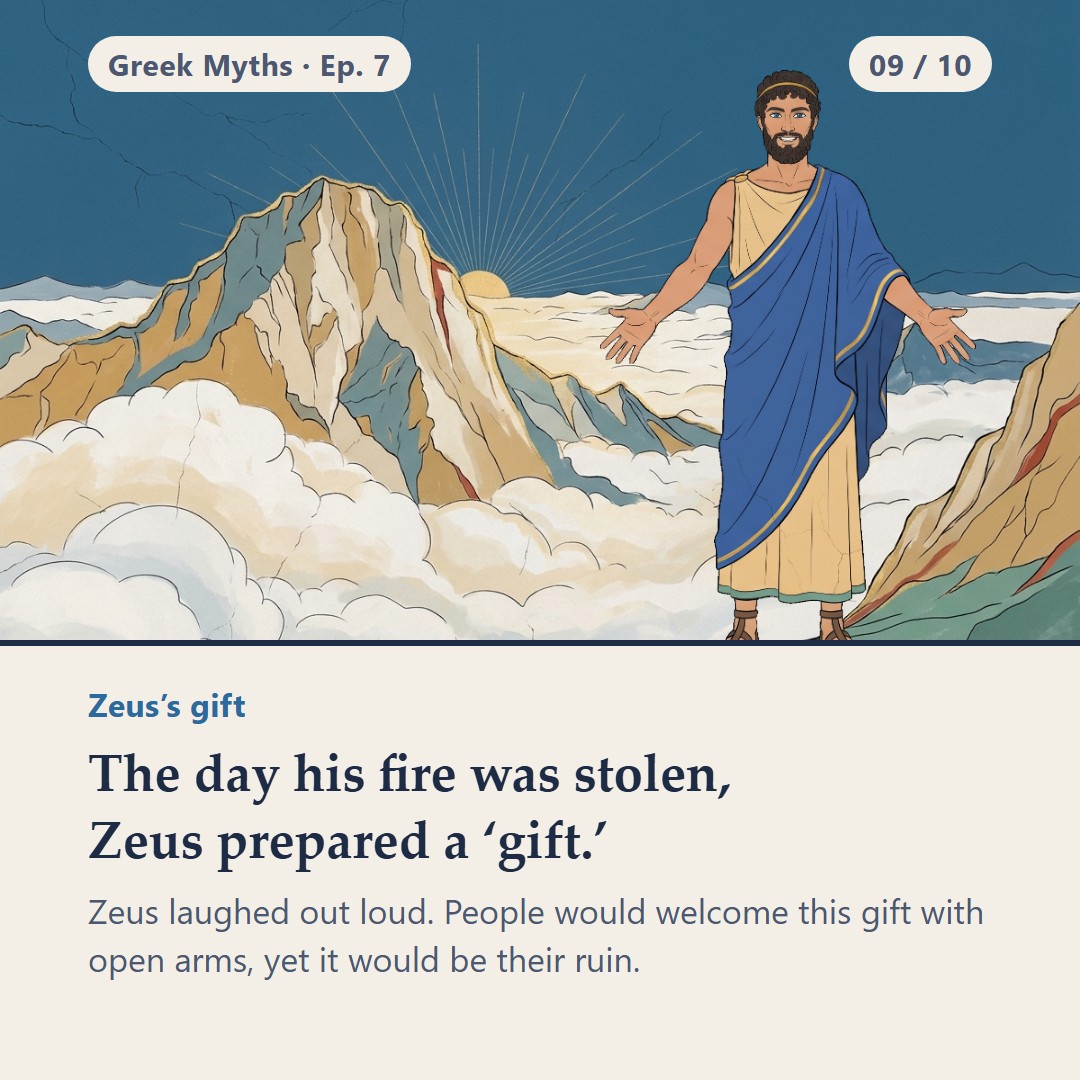 Greek Myths · Ep. 7
09 / 10
Zeus’s gift
The day his fire was stolen,
Zeus prepared a ‘gift.’
Zeus laughed out loud. People would welcome this gift with
open arms, yet it would be their ruin.